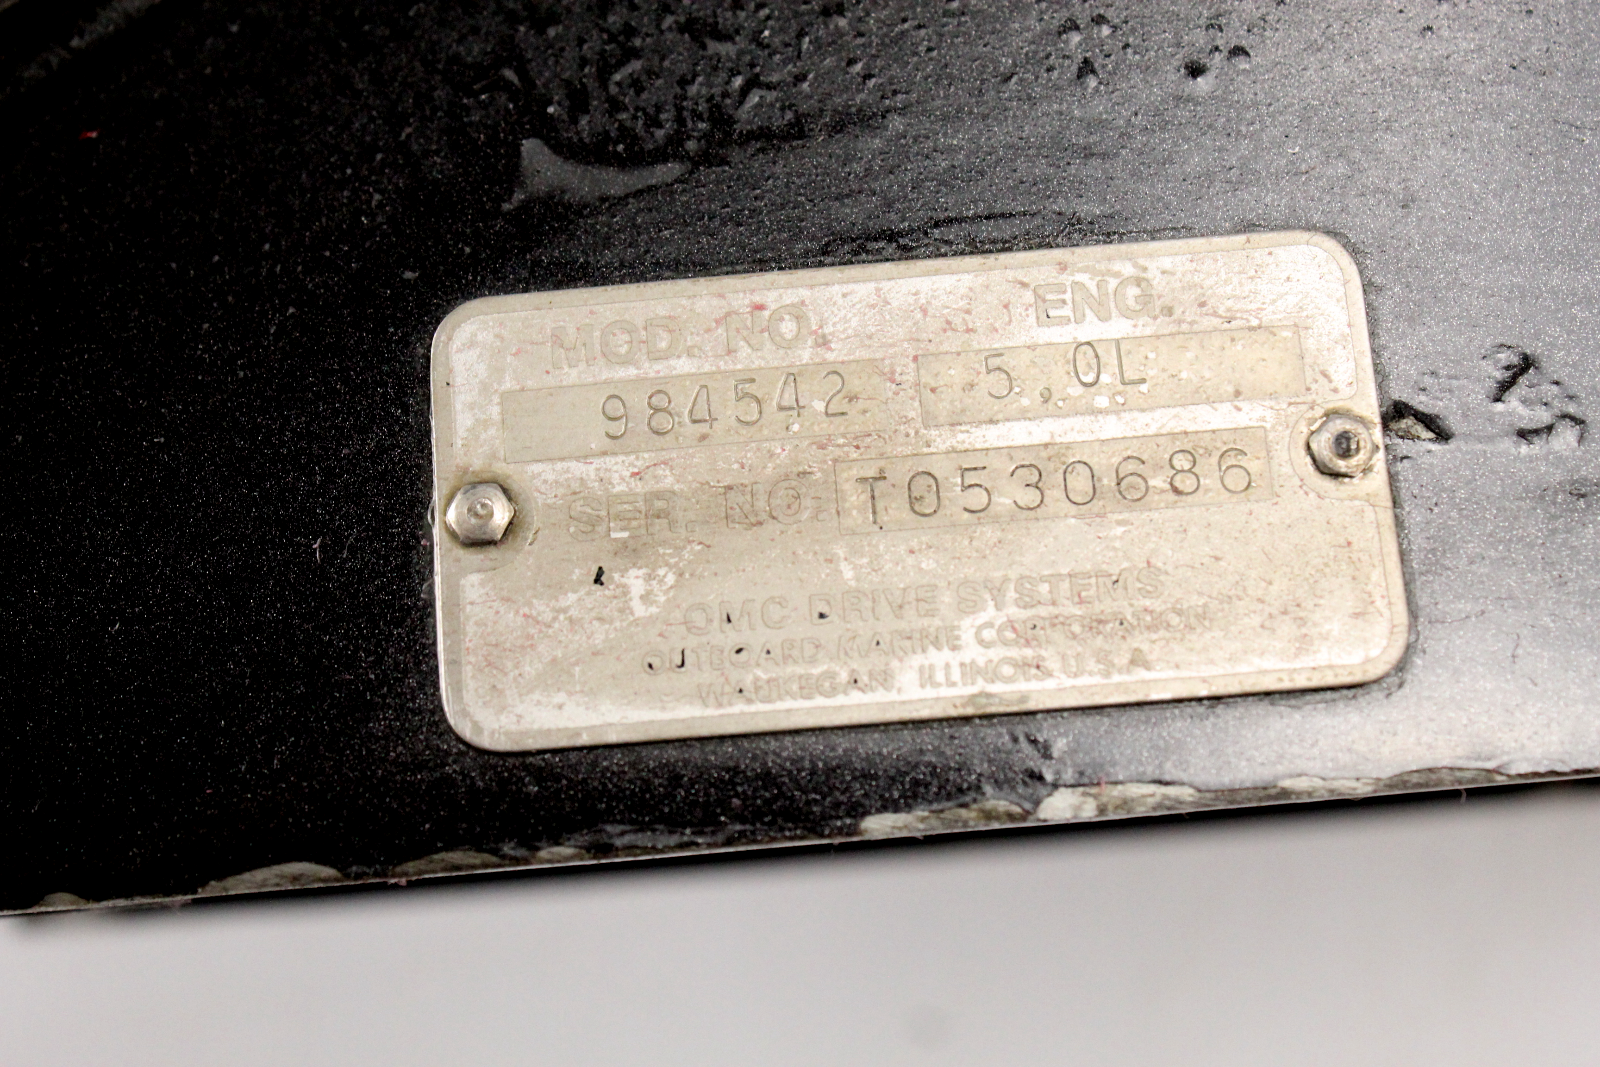 MOD. NO. ENG.
984542 5.0L
SER. NO. T0530686
OMC DRIVE SYSTEMS
OUTBOARD MARINE CORPORATION
WAUKEGAN, ILLINOIS U.S.A.